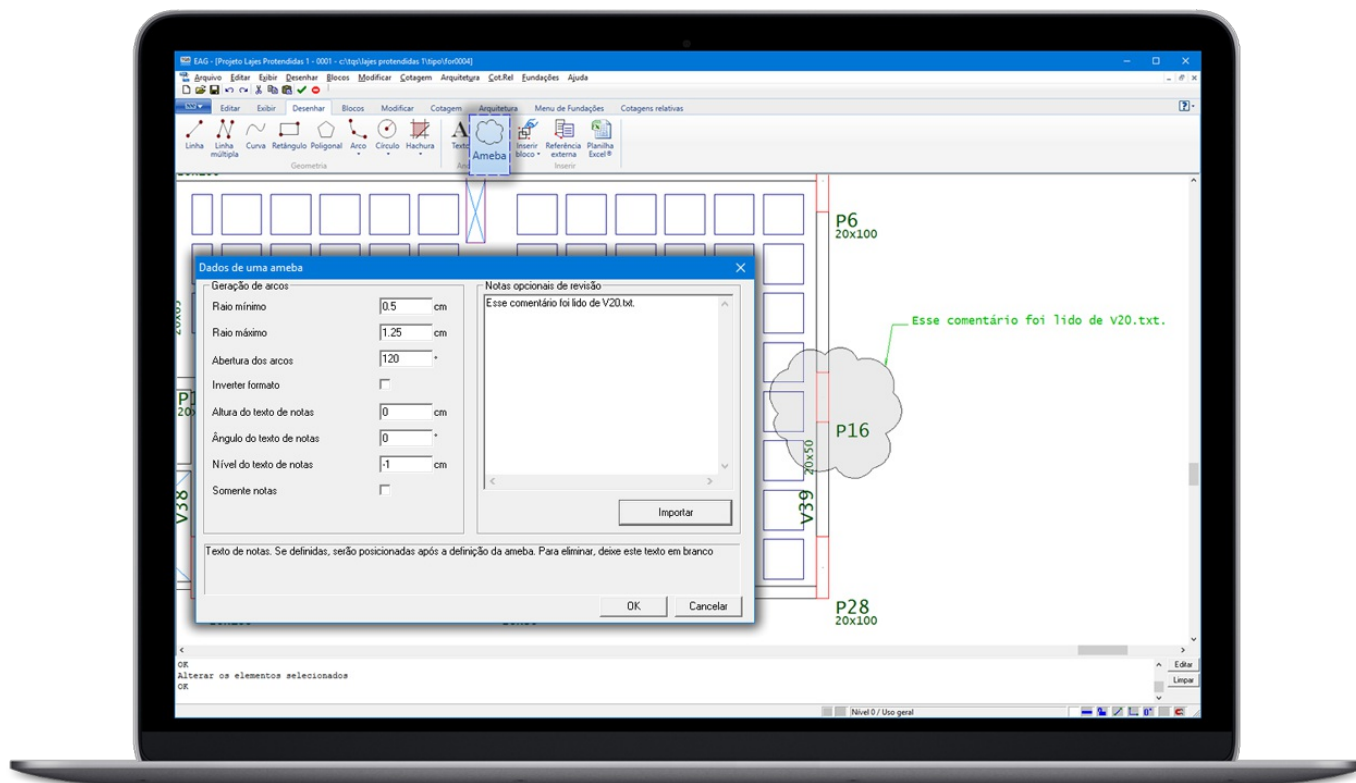 EAG - [Projeto Lajes Protendidas 1 - 0001 - c:\tqs\lajes protendidas 1\tipo\for0004]
Arquivo Editar Exibir Desenhar Blocos Modificar Cotagem Arquitetura Cot.Rel Fundações Ajuda
Editar Exibir Desenhar Blocos Modificar Cotagem Arquitetura Menu de Fundações Cotagens relativas
Linha Linha múltipla Curva Retângulo Poligonal Arco Círculo Hachura Texto Ameba Inserir bloco Referência externa Planilha Excel®
Geometria Inserir
P6
20x100
Dados de uma ameba
Geração de arcos
Raio mínimo 0.5 cm
Raio máximo 1.25 cm
Abertura dos arcos 120 °
Inverter formato
Altura do texto de notas 0 cm
Ângulo do texto de notas 0 °
Nível do texto de notas -1 cm
Somente notas
Notas opcionais de revisão
Esse comentário foi lido de V20.txt.
Importar
Texto de notas. Se definidas, serão posicionadas após a definição da ameba. Para eliminar, deixe este texto em branco
OK Cancelar
Esse comentário foi lido de V20.txt.
P16
20x50
V38
V39
P28
20x100
OK
Alterar os elementos selecionados
OK
Editar
Limpar
Nível 0 / Uso geral